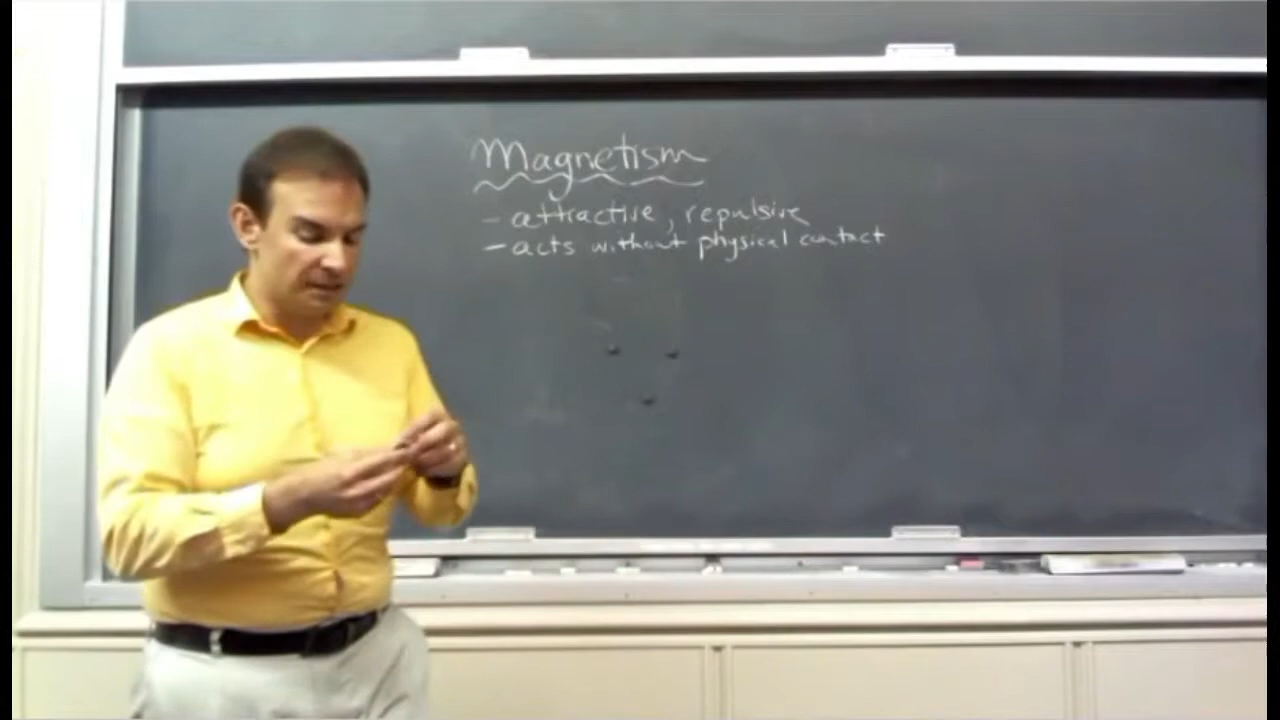 Magnetism
- attractive, repulsive
- acts without physical contact